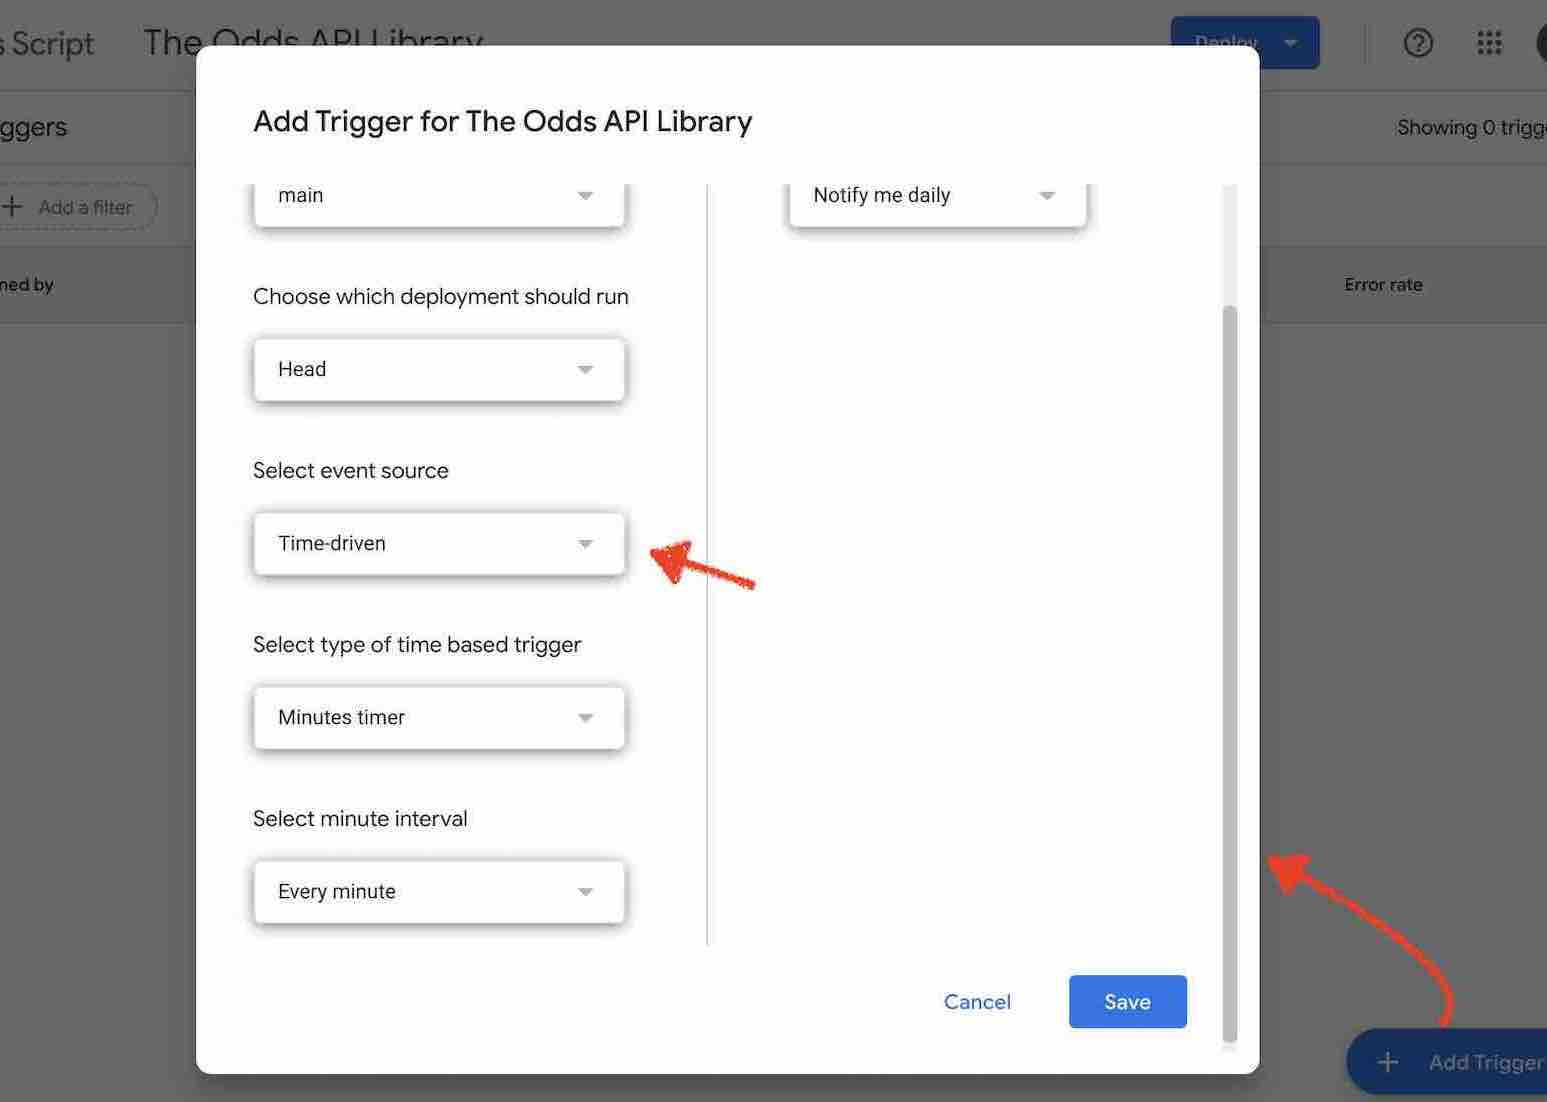 s Script
The Odds API Library
Deploy
ggers
Showing 0 trigg
Add a filter
ned by
Error rate
Add Trigger for The Odds API Library
main
Notify me daily
Choose which deployment should run
Head
Select event source
Time-driven
Select type of time based trigger
Minutes timer
Select minute interval
Every minute
Cancel
Save
Add Trigger